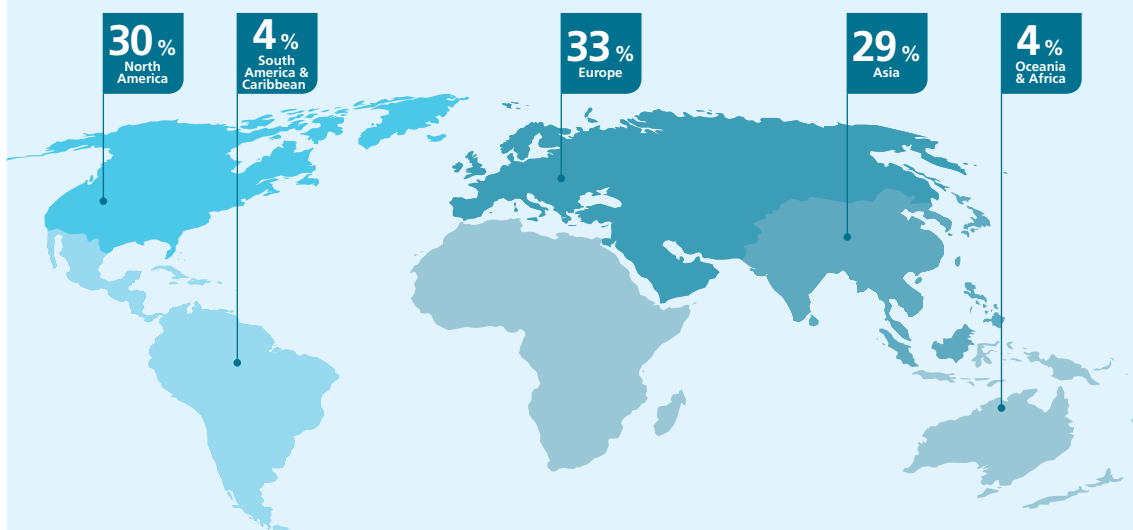 30 %
North
America
4 %
South
America &
Caribbean
33 %
Europe
29 %
Asia
4 %
Oceania
& Africa